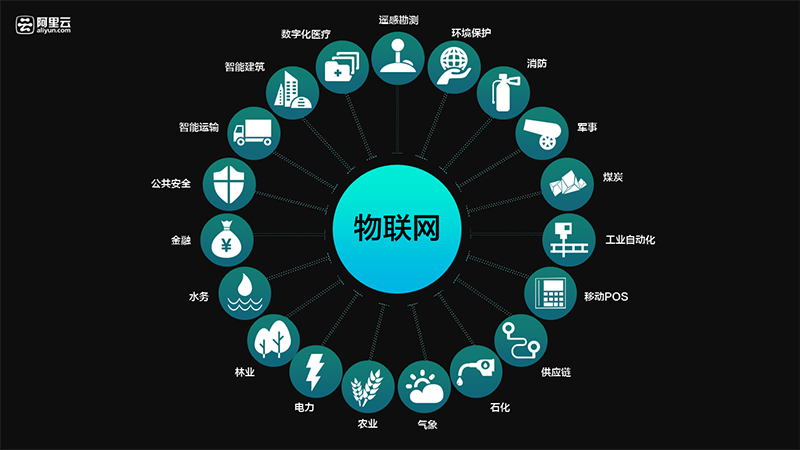 阿里云
aliyun.com
遥感勘测
环境保护
消防
军事
煤炭
工业自动化
移动POS
供应链
石化
气象
农业
电力
林业
水务
金融
公共安全
智能运输
智能建筑
数字化医疗
物联网
¥